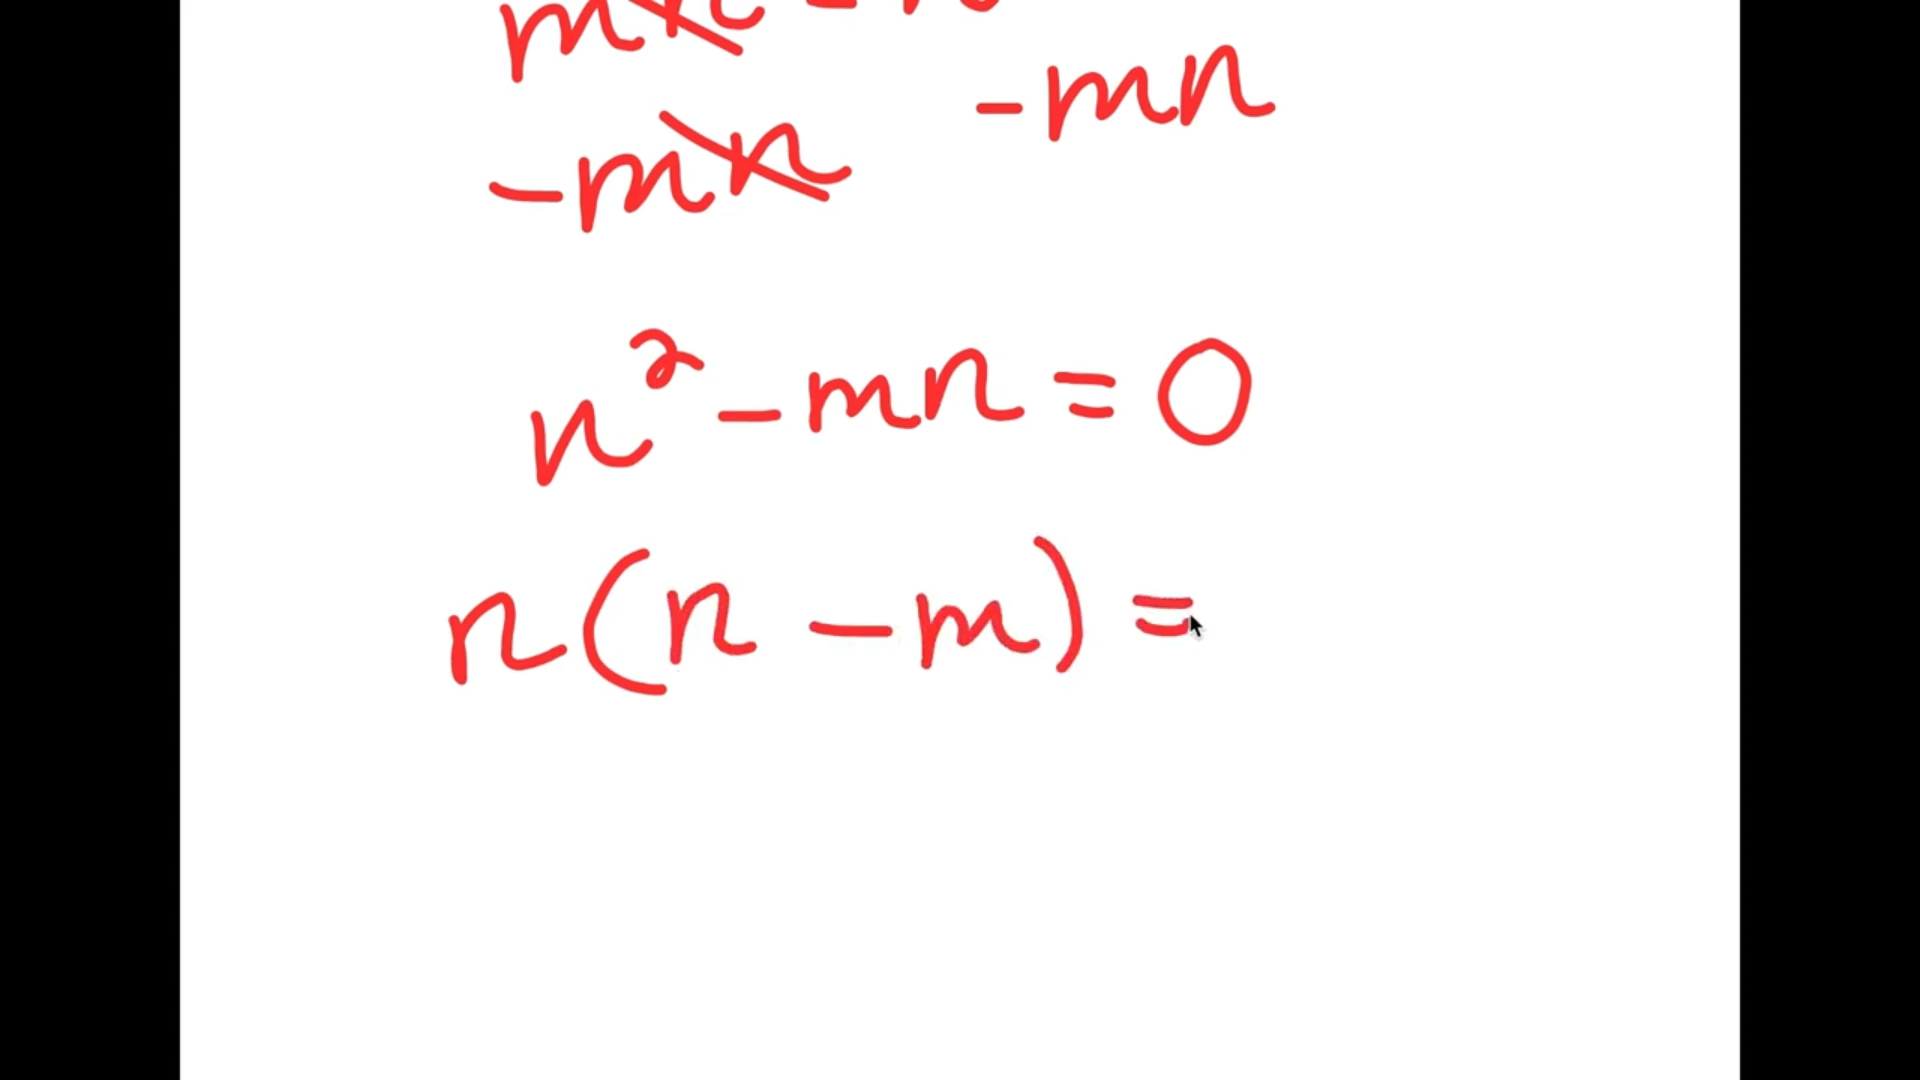 - mn
- mn
n² - mn = 0
n(n - m) =